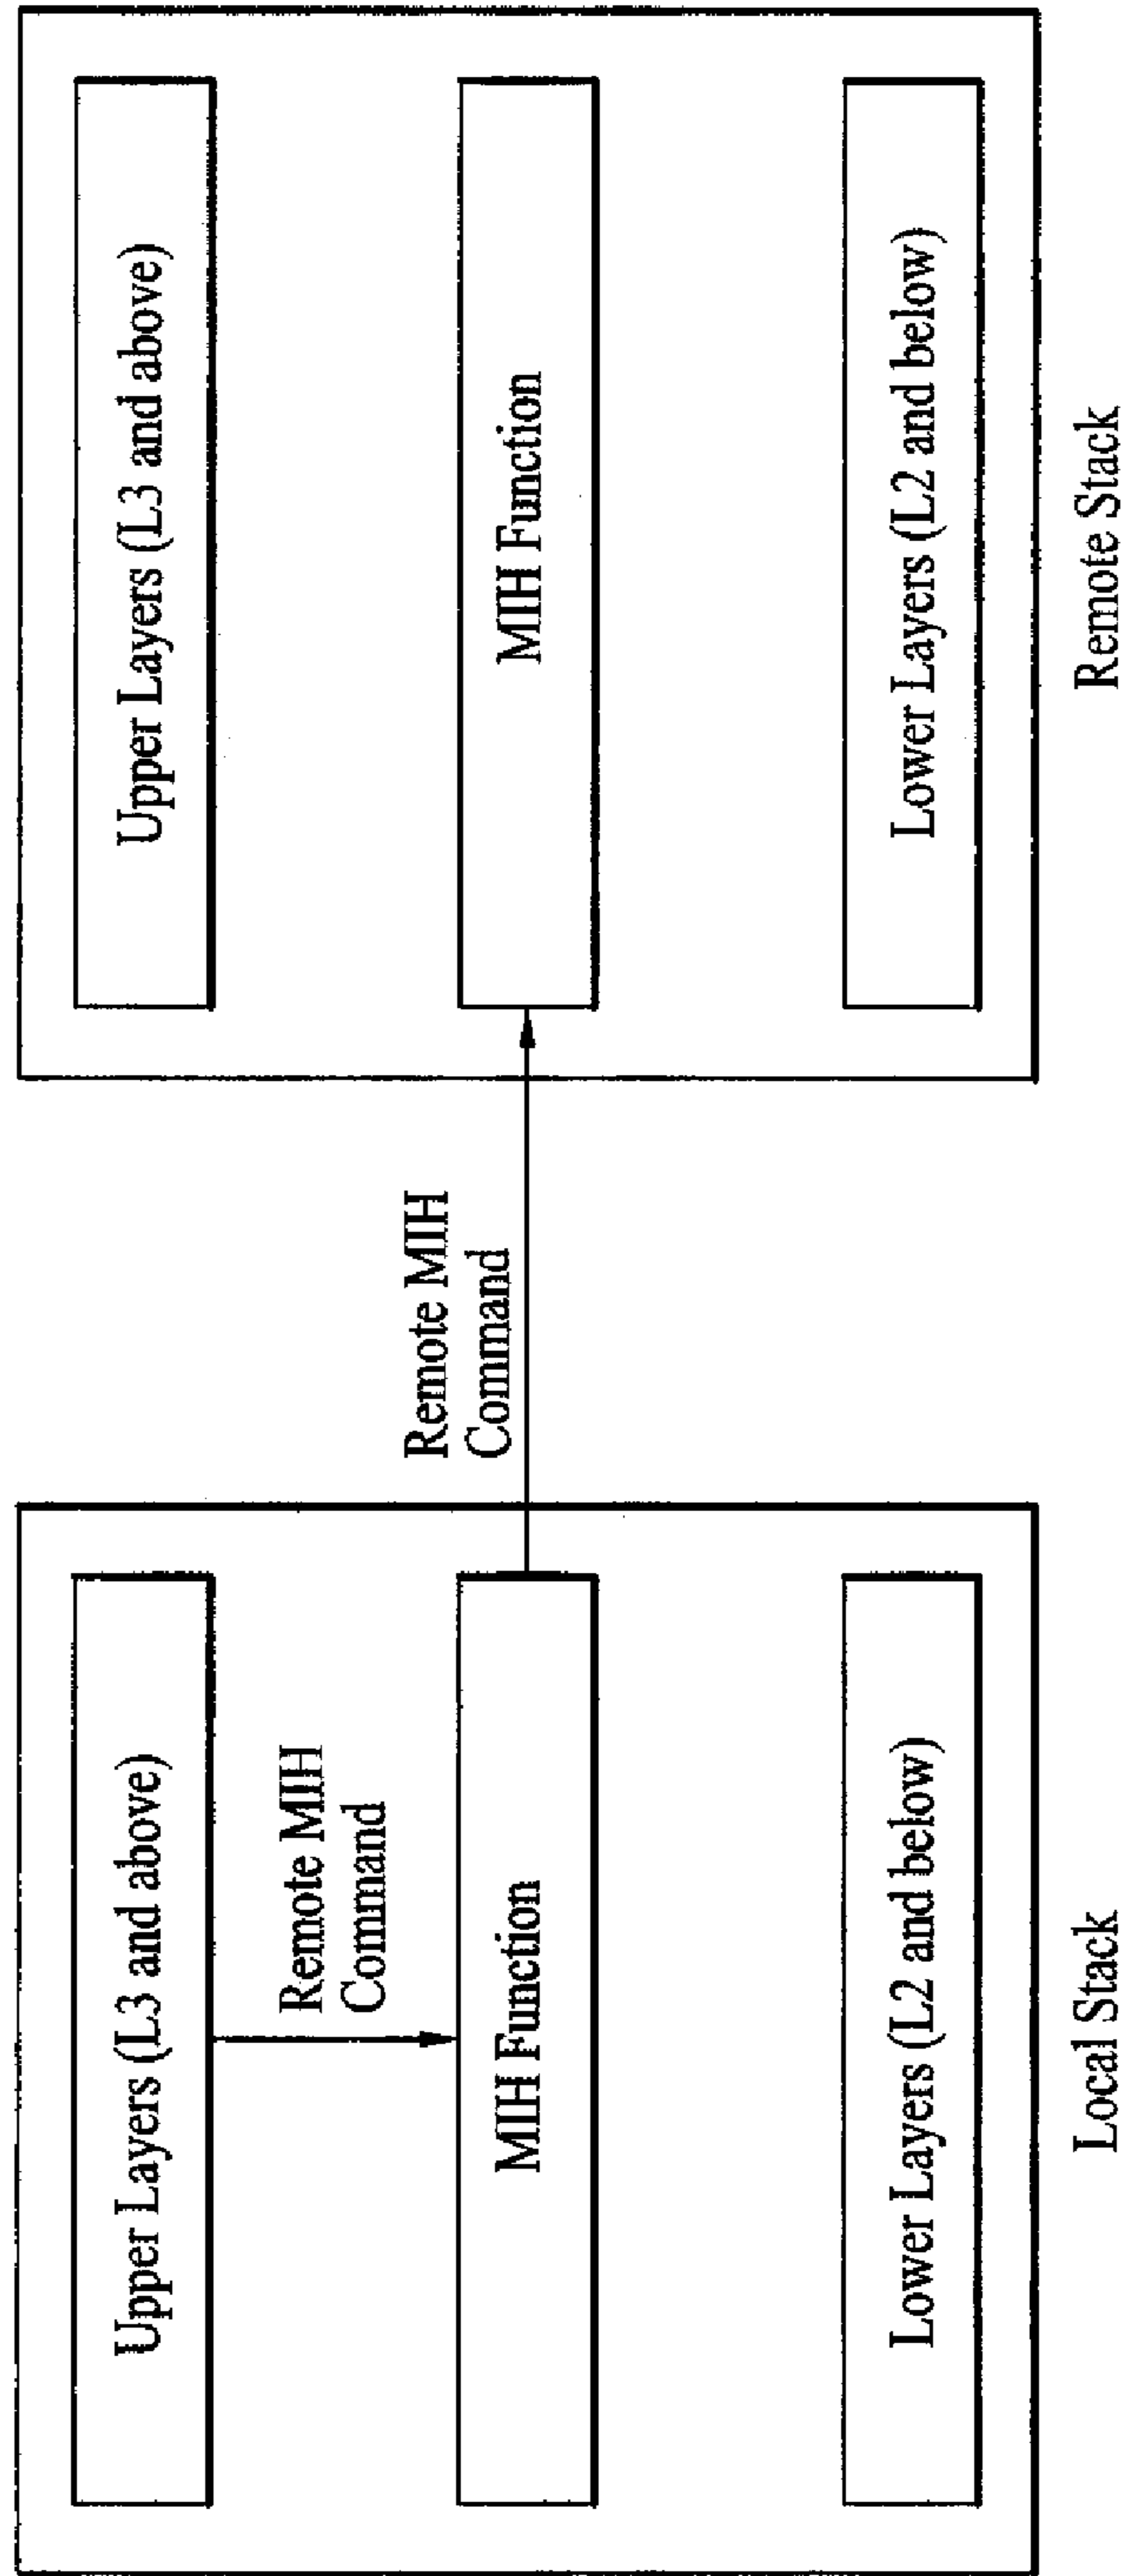 Upper Layers (L3 and above)
Remote MIH
Command
MIH Function
Lower Layers (L2 and below)
Local Stack
Remote MIH
Command
Upper Layers (L3 and above)
MIH Function
Lower Layers (L2 and below)
Remote Stack